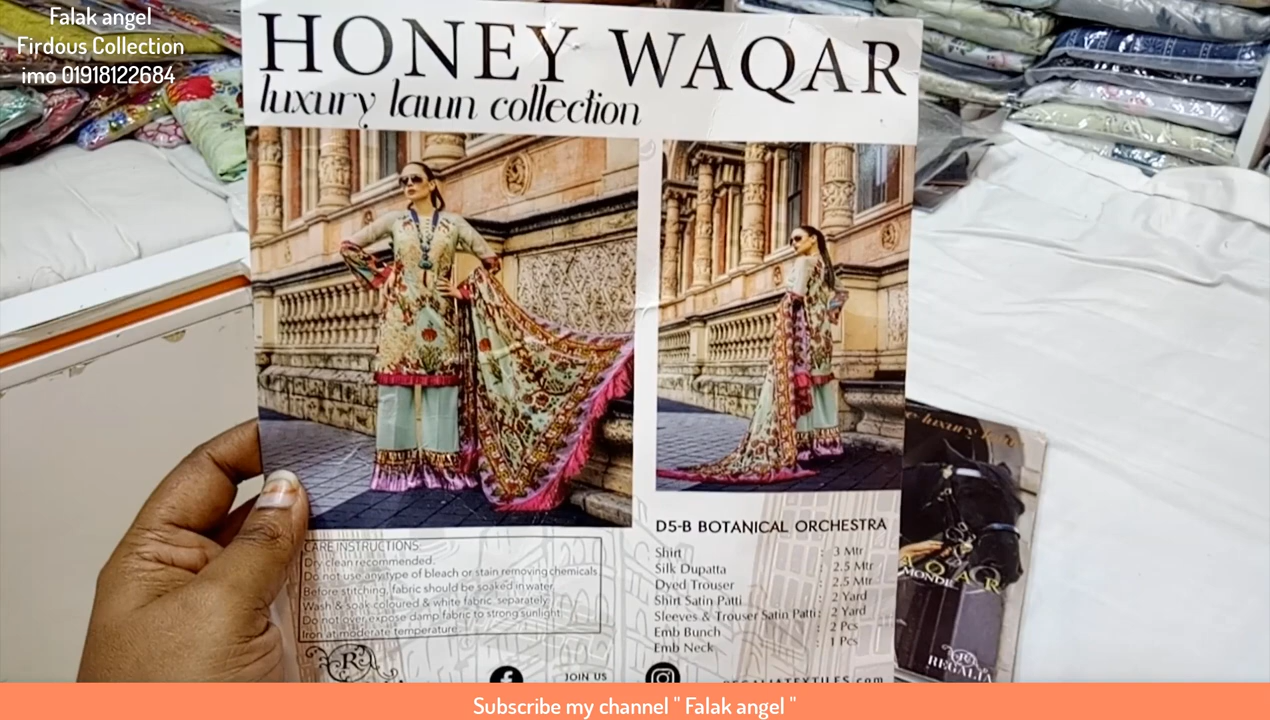 Falak angel
Firdous Collection
imo 01918122684
HONEY WAQAR
luxury lawn collection
D5-B BOTANICAL ORCHESTRA
Shirt : 3 Mtr
Silk Dupatta : 2.5 Mtr
Dyed Trouser : 2.5 Mtr
Shirt Satin Patti : 2 Yard
Sleeves & Trouser Satin Patti : 2 Yard
Emb Bunch : 2 Pcs
Emb Neck : 1 Pcs
CARE INSTRUCTIONS:
Dry clean recommended.
Do not use any type of bleach or stain removing chemicals
Before stitching, fabric should be soaked in water.
Wash & soak coloured & white fabric separately
Do not over expose damp fabric to strong sunlight
Iron at moderate temperature.
R
JOIN US
REGALIATEXTILES.com
luxury
AQAR
MONDE
REGALIA
Subscribe my channel " Falak angel "